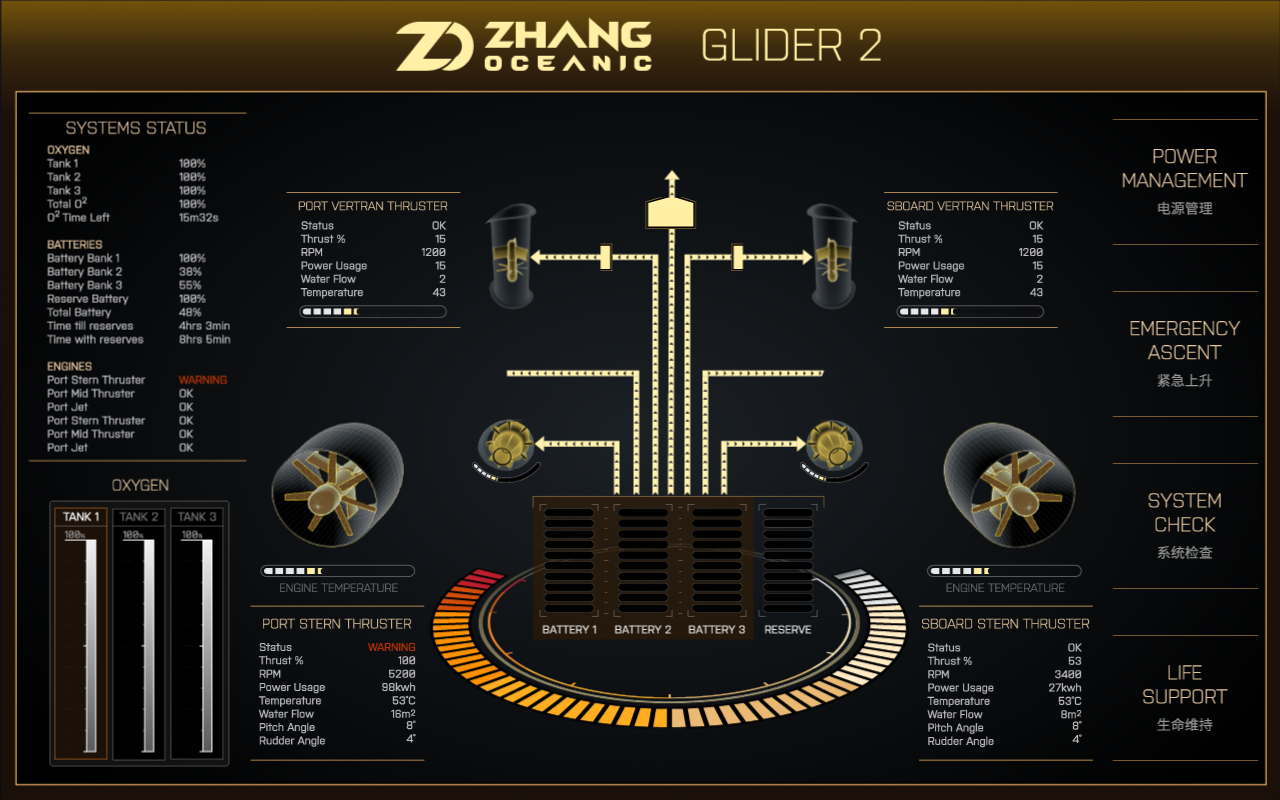 ZHANG
OCEANIC
GLIDER 2
SYSTEMS STATUS
OXYGEN
Tank 1 100%
Tank 2 100%
Tank 3 100%
Total O² 100%
O² Time Left 15m32s
BATTERIES
Battery Bank 1 100%
Battery Bank 2 38%
Battery Bank 3 55%
Reserve Battery 100%
Total Battery 48%
Time till reserves 4hrs 3min
Time with reserves 8hrs 5min
ENGINES
Port Stern Thruster WARNING
Port Mid Thruster OK
Port Jet OK
Port Stern Thruster OK
Port Mid Thruster OK
Port Jet OK
OXYGEN
TANK 1 TANK 2 TANK 3
100% 100% 100%
PORT VERTRAN THRUSTER
Status OK
Thrust % 15
RPM 1200
Power Usage 15
Water Flow 2
Temperature 43
SBOARD VERTRAN THRUSTER
Status OK
Thrust % 15
RPM 1200
Power Usage 15
Water Flow 2
Temperature 43
ENGINE TEMPERATURE
PORT STERN THRUSTER
Status WARNING
Thrust % 100
RPM 5200
Power Usage 98kwh
Temperature 53°C
Water Flow 16m²
Pitch Angle 8°
Rudder Angle 4°
BATTERY 1 BATTERY 2 BATTERY 3 RESERVE
ENGINE TEMPERATURE
SBOARD STERN THRUSTER
Status OK
Thrust % 53
RPM 3400
Power Usage 27kwh
Temperature 53°C
Water Flow 8m²
Pitch Angle 8°
Rudder Angle 4°
POWER
MANAGEMENT
电源管理
EMERGENCY
ASCENT
紧急上升
SYSTEM
CHECK
系统检查
LIFE
SUPPORT
生命维持